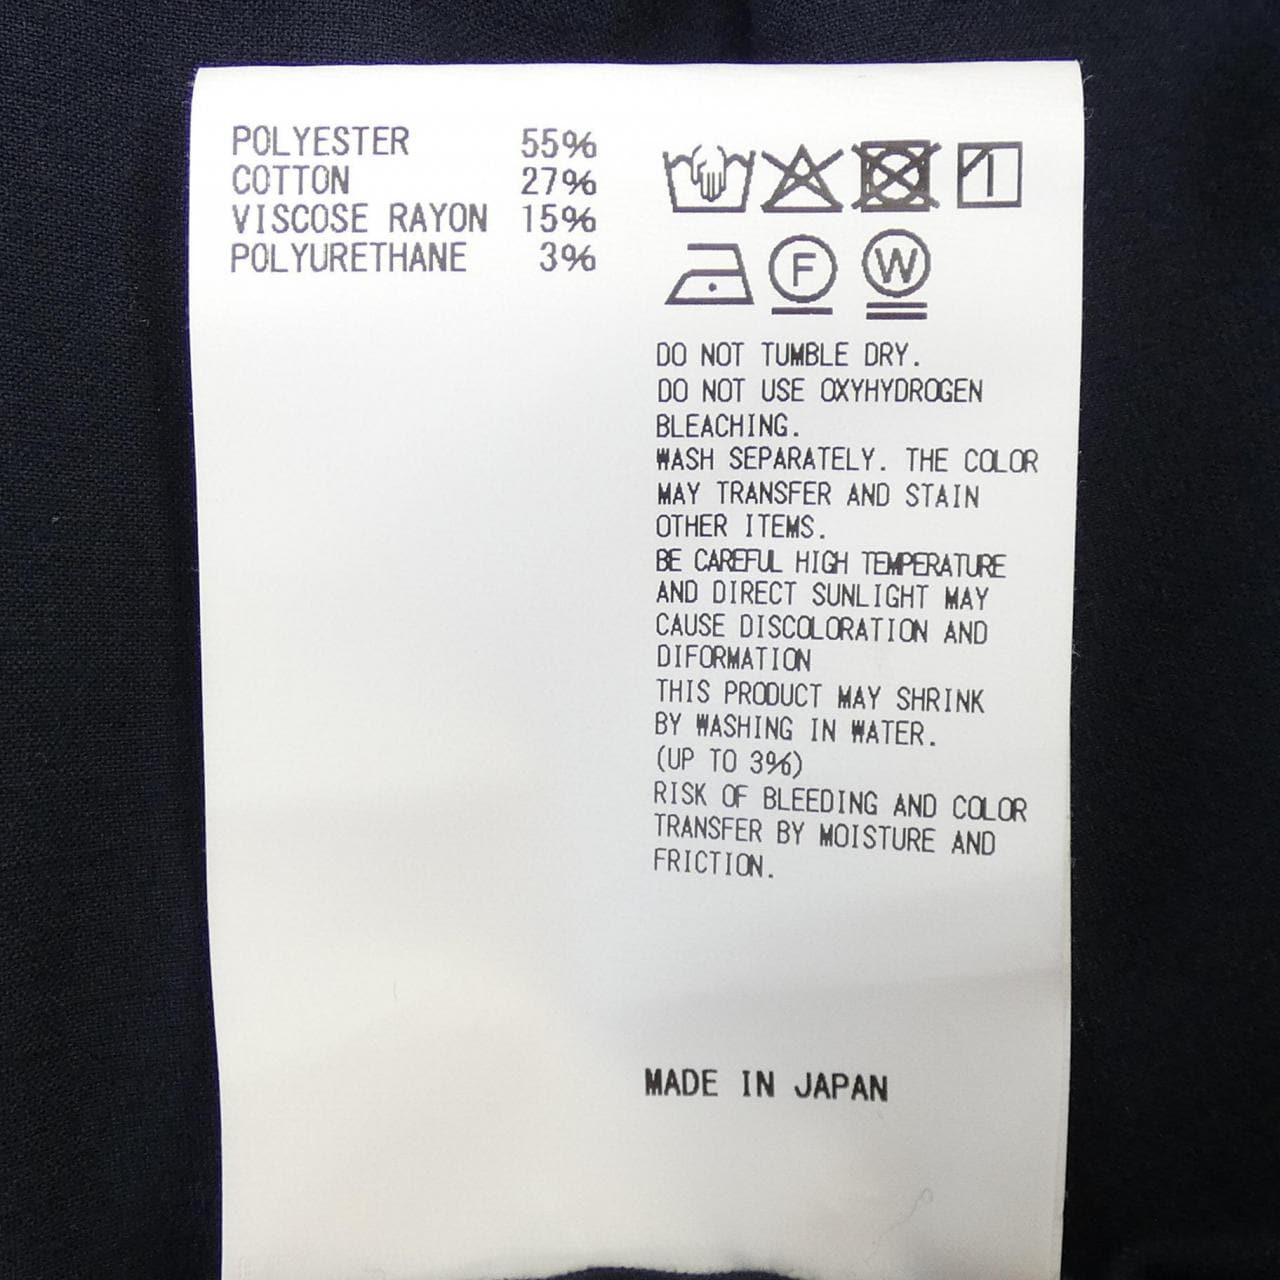 POLYESTER 55%
COTTON 27%
VISCOSE RAYON 15%
POLYURETHANE 3%
F W
DO NOT TUMBLE DRY.
DO NOT USE OXYHYDROGEN
BLEACHING.
WASH SEPARATELY. THE COLOR
MAY TRANSFER AND STAIN
OTHER ITEMS.
BE CAREFUL HIGH TEMPERATURE
AND DIRECT SUNLIGHT MAY
CAUSE DISCOLORATION AND
DIFORMATION
THIS PRODUCT MAY SHRINK
BY WASHING IN WATER.
(UP TO 3%)
RISK OF BLEEDING AND COLOR
TRANSFER BY MOISTURE AND
FRICTION.
MADE IN JAPAN